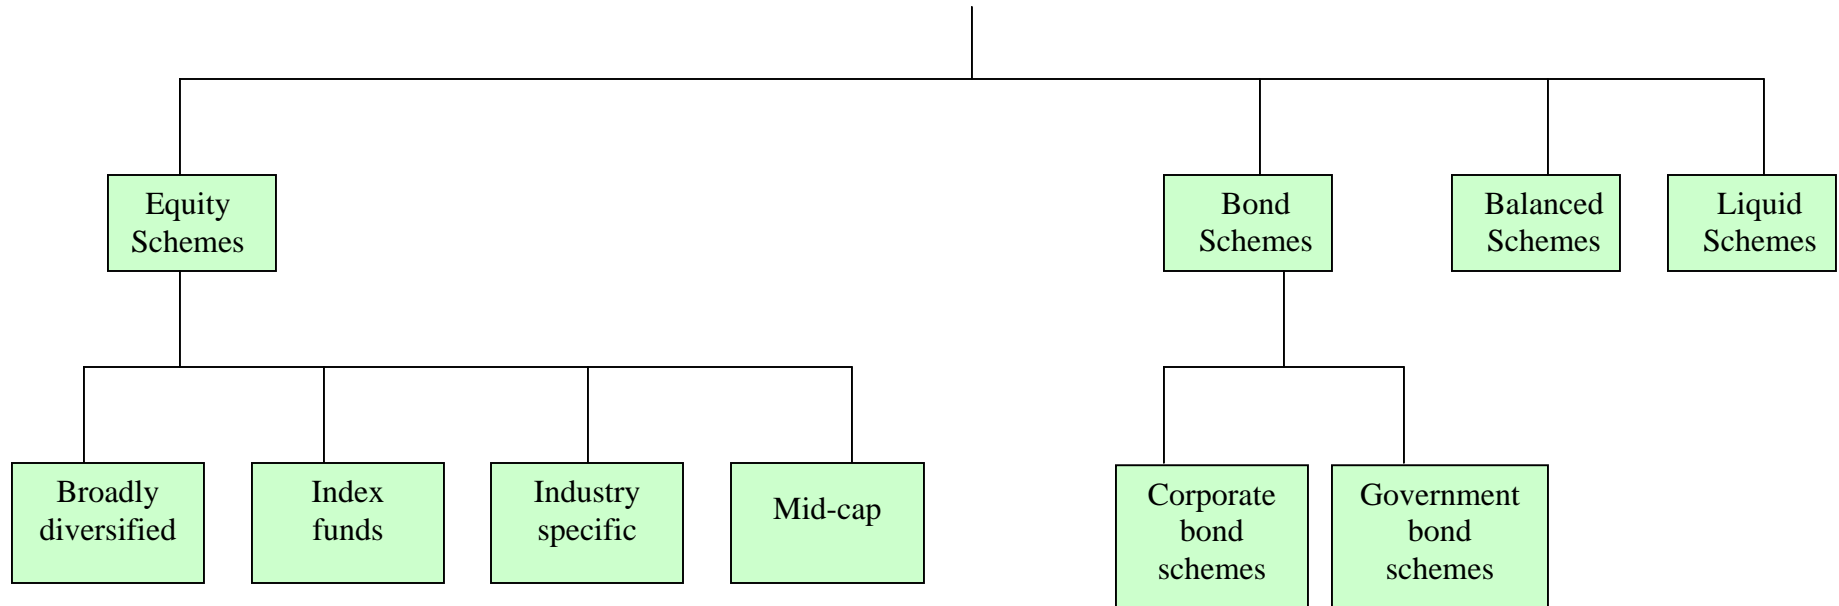 Equity
Schemes
Bond
Schemes
Balanced
Schemes
Liquid
Schemes
Broadly
diversified
Index
funds
Industry
specific
Mid-cap
Corporate
bond
schemes
Government
bond
schemes